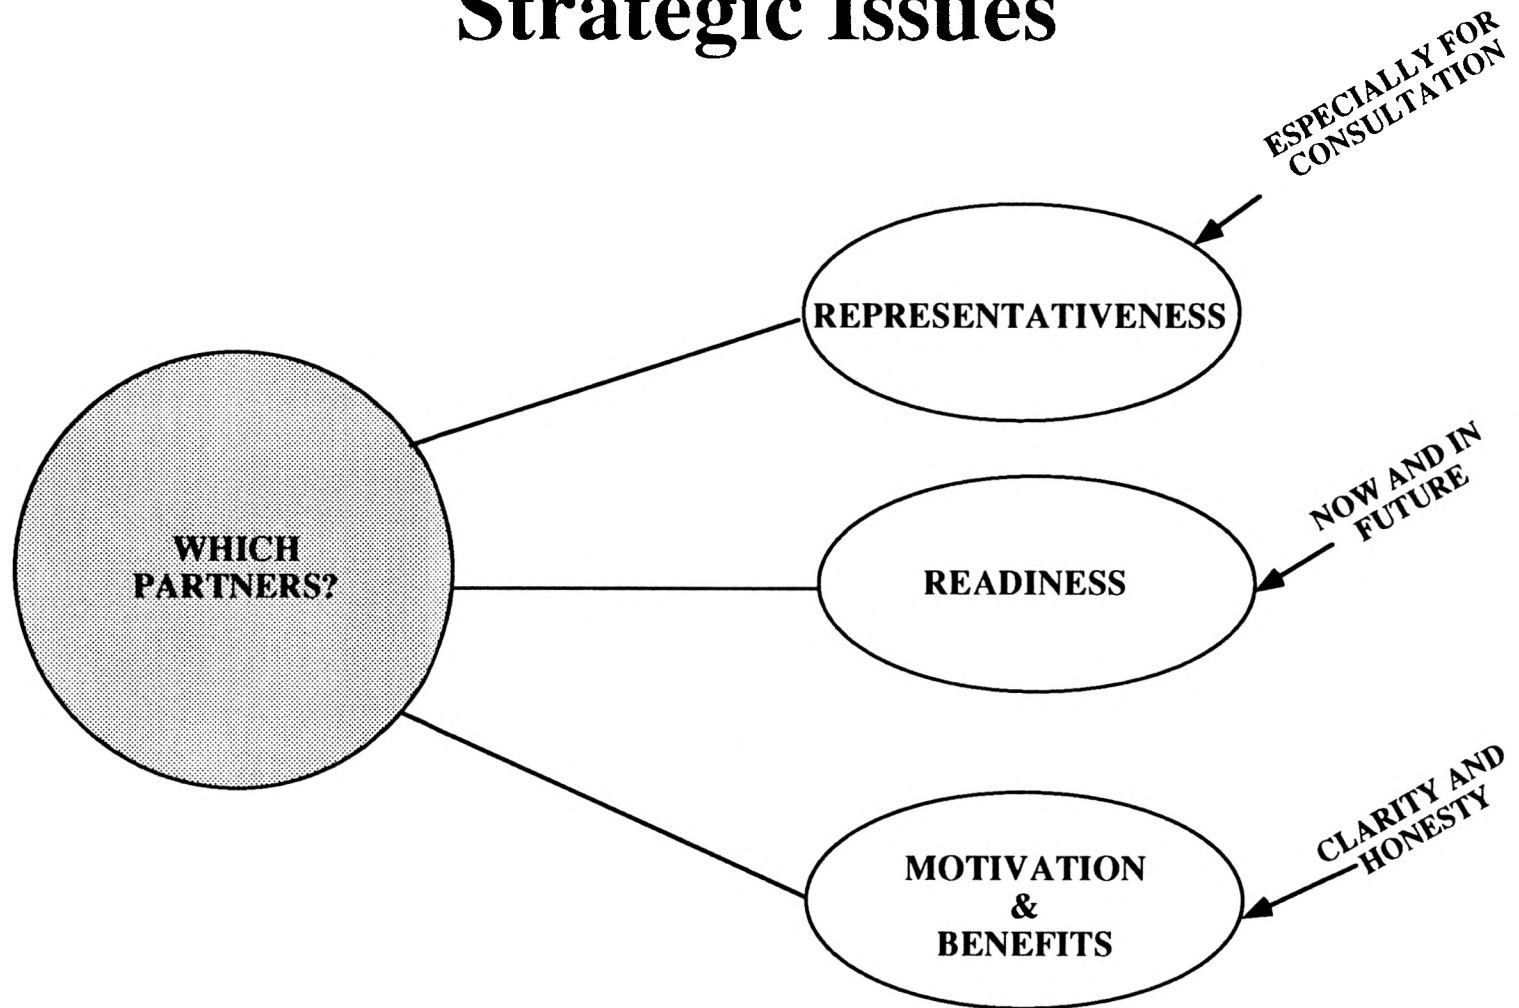 Strategic Issues
ESPECIALLY FOR
CONSULTATION
REPRESENTATIVENESS
WHICH
PARTNERS?
NOW AND IN
FUTURE
READINESS
CLARITY AND
HONESTY
MOTIVATION
&
BENEFITS